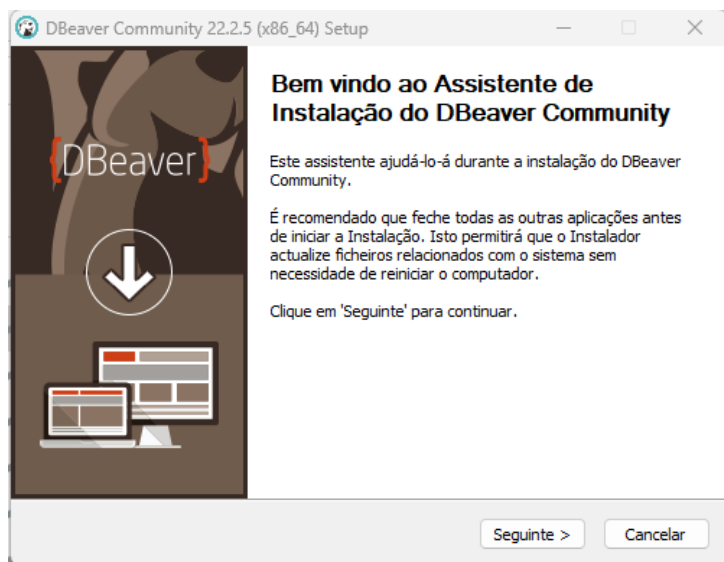 DBeaver Community 22.2.5 (x86_64) Setup
{DBeaver}
Bem vindo ao Assistente de
Instalação do DBeaver Community
Este assistente ajudá-lo-á durante a instalação do DBeaver
Community.
É recomendado que feche todas as outras aplicações antes
de iniciar a Instalação. Isto permitirá que o Instalador
actualize ficheiros relacionados com o sistema sem
necessidade de reiniciar o computador.
Clique em 'Seguinte' para continuar.
Seguinte >
Cancelar